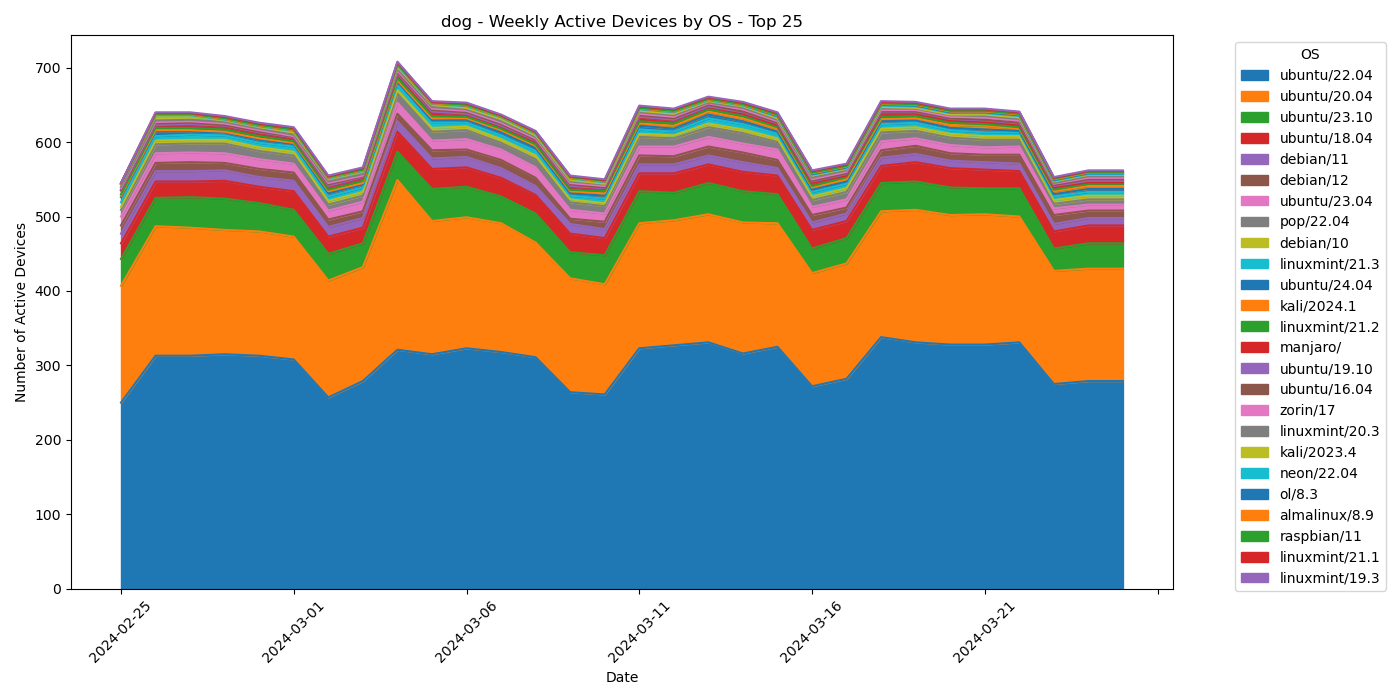 dog - Weekly Active Devices by OS - Top 25
Number of Active Devices
700
600
500
400
300
200
100
0
2024-02-25
2024-03-01
2024-03-06
2024-03-11
2024-03-16
2024-03-21
Date
OS
ubuntu/22.04
ubuntu/20.04
ubuntu/23.10
ubuntu/18.04
debian/11
debian/12
ubuntu/23.04
pop/22.04
debian/10
linuxmint/21.3
ubuntu/24.04
kali/2024.1
linuxmint/21.2
manjaro/
ubuntu/19.10
ubuntu/16.04
zorin/17
linuxmint/20.3
kali/2023.4
neon/22.04
ol/8.3
almalinux/8.9
raspbian/11
linuxmint/21.1
linuxmint/19.3